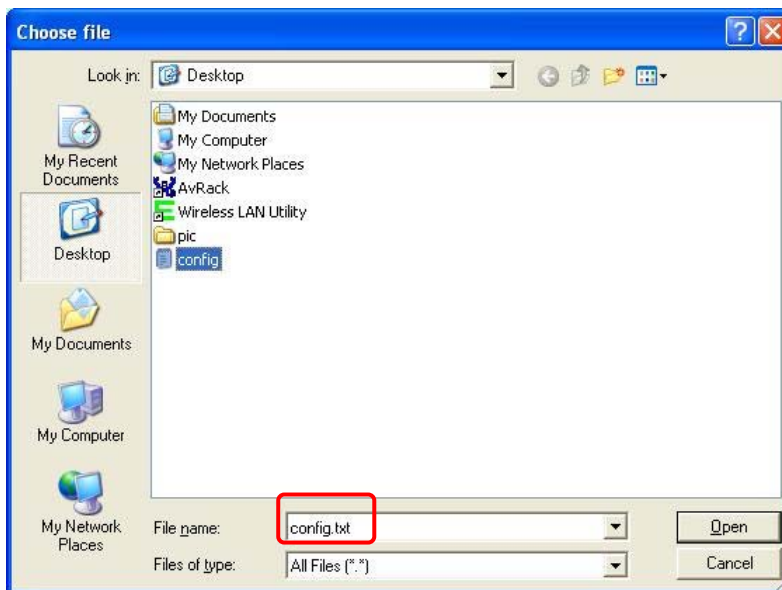 Choose file
Look in: Desktop
My Recent
Documents
Desktop
My Documents
My Computer
My Network
Places
My Documents
My Computer
My Network Places
AvRack
Wireless LAN Utility
pic
config
File name: config.txt Open
Files of type: All Files (*.*) Cancel